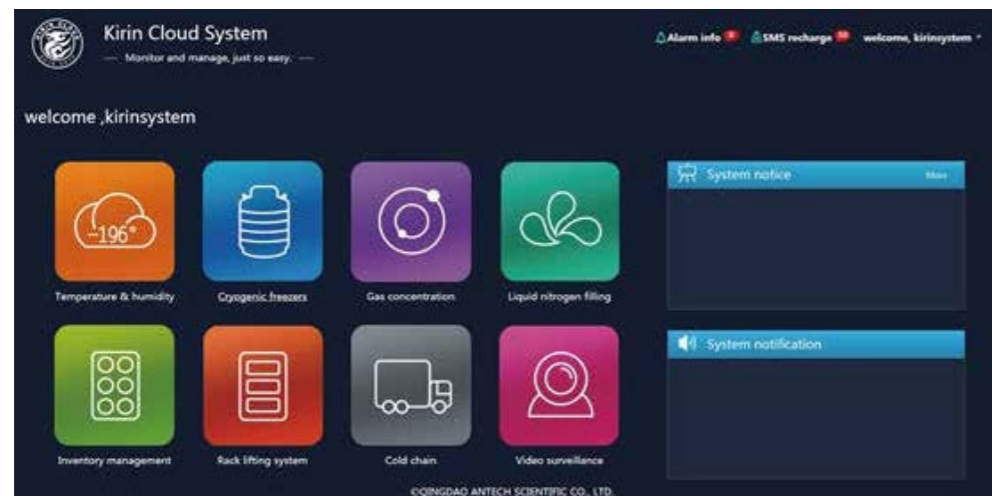 KIRIN CLOUD
Kirin Cloud System
— Monitor and manage, just so easy. —
Alarm info
SMS recharge
welcome, kirinsystem
welcome ,kirinsystem
-196°
Temperature & humidity
Cryogenic freezers
Gas concentration
Liquid nitrogen filling
System notice
More
Inventory management
Rack lifting system
Cold chain
Video surveillance
System notification
©QINGDAO ANTECH SCIENTIFIC CO., LTD.